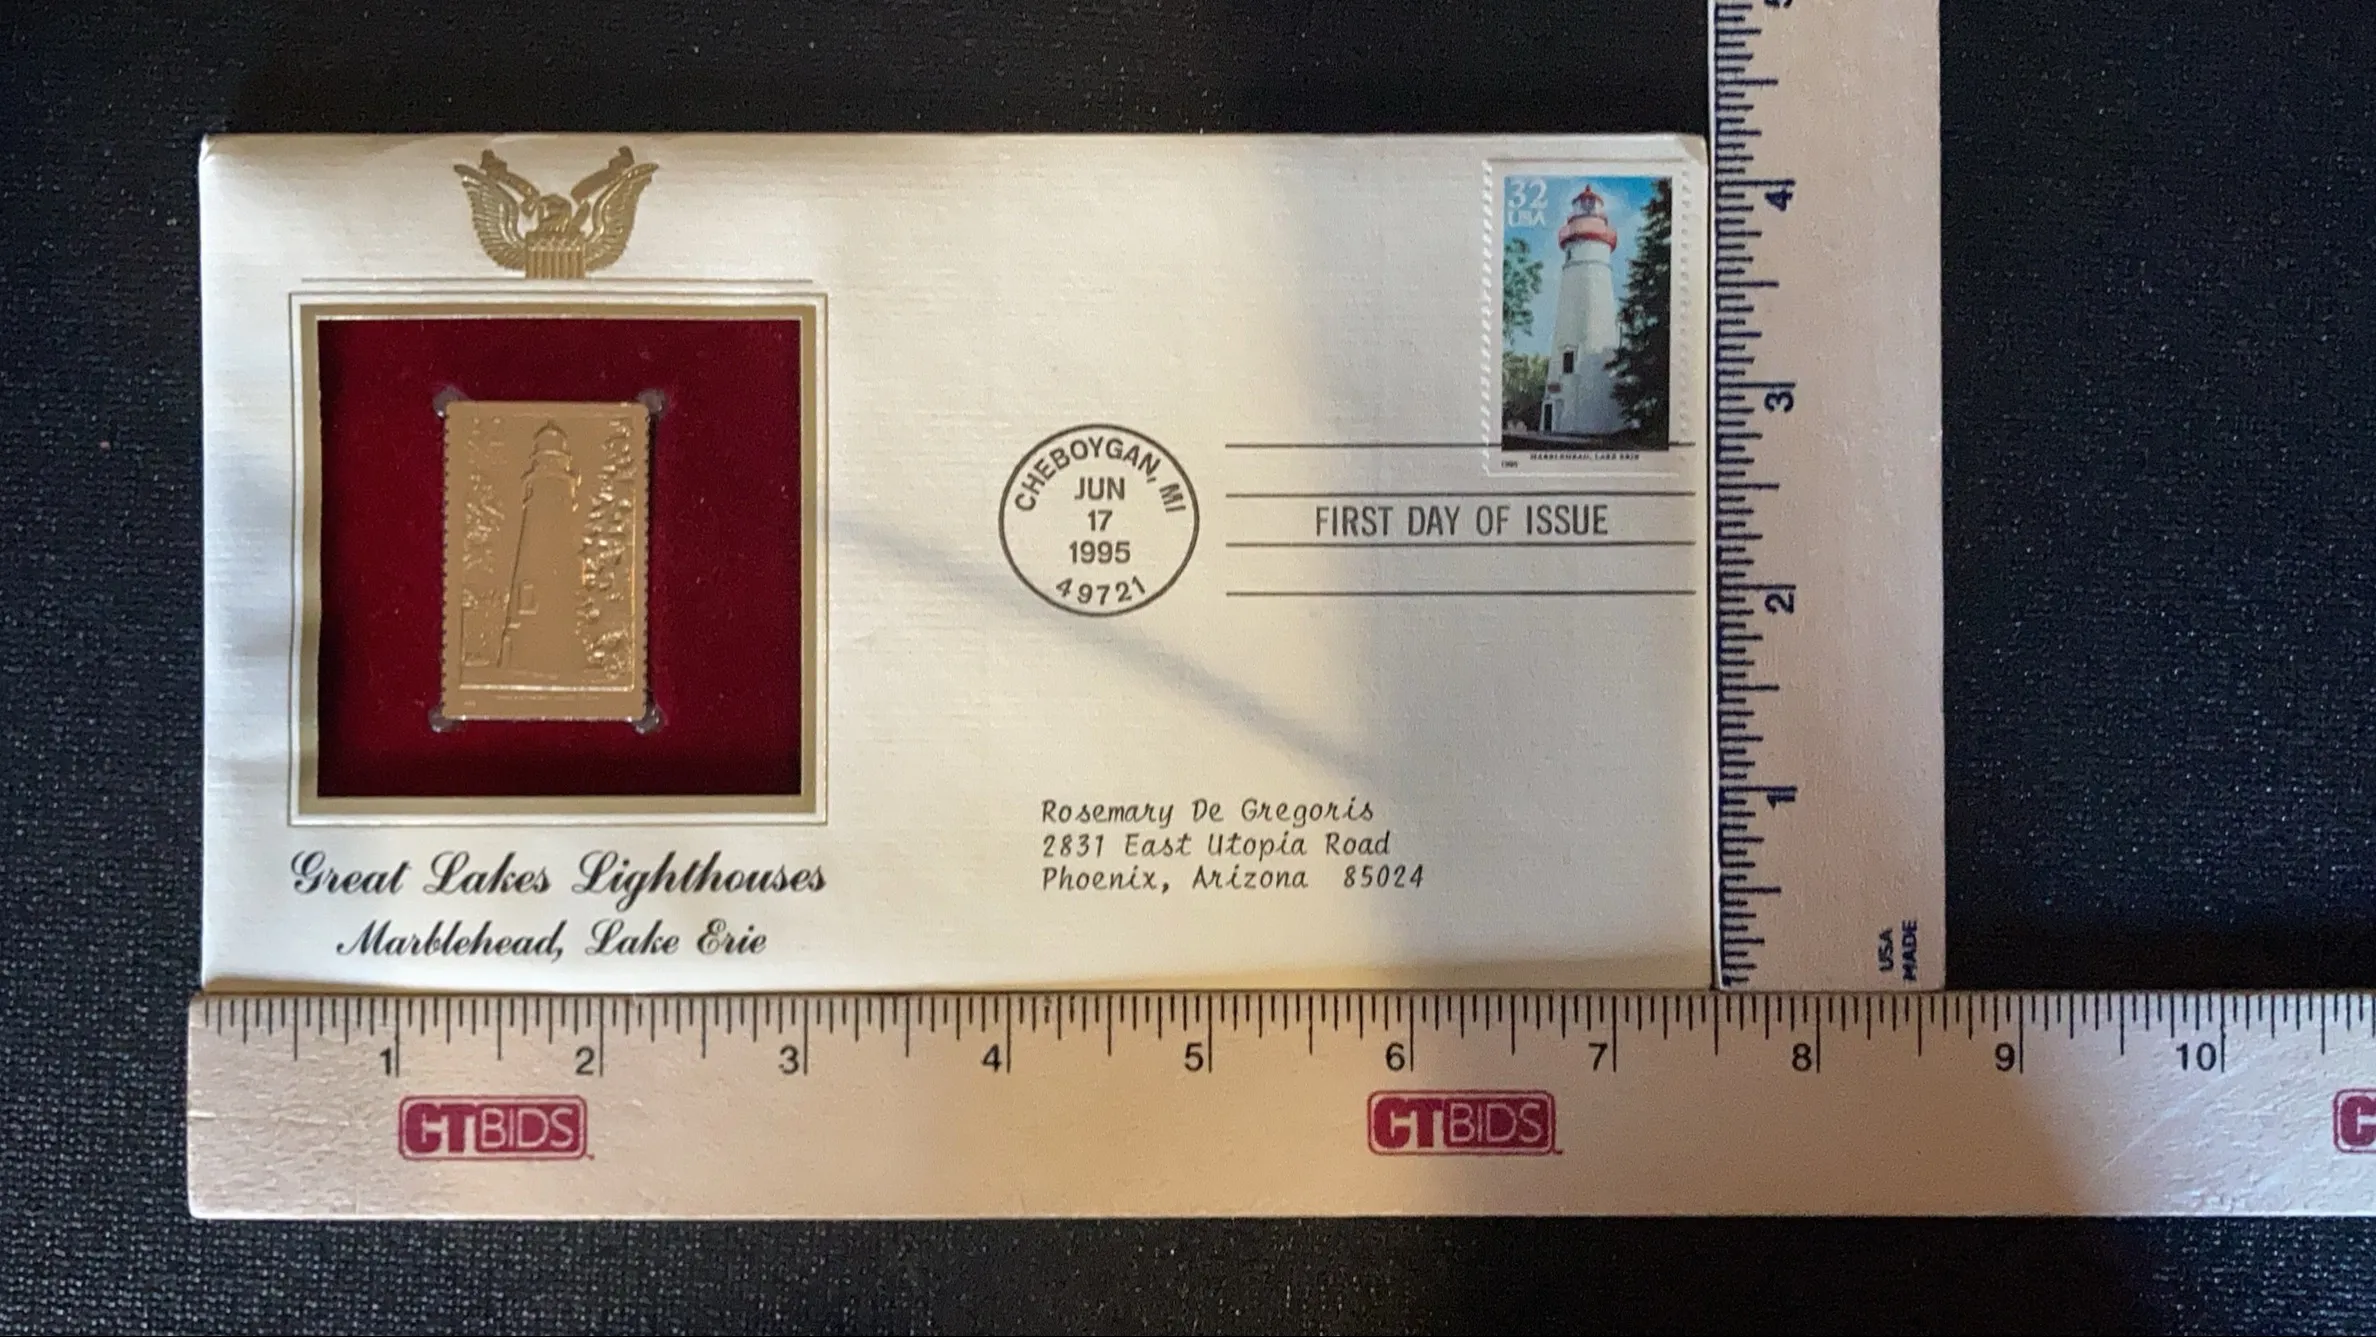 32
USA
MARBLEHEAD, LAKE ERIE
1995
CHEBOYGAN, MI
JUN
17
1995
49721
FIRST DAY OF ISSUE
Rosemary De Gregoris
2831 East Utopia Road
Phoenix, Arizona 85024
Great Lakes Lighthouses
Marblehead, Lake Erie
5
4
3
2
1
USA
MADE
1 2 3 4 5 6 7 8 9 10
CTBIDS CTBIDS